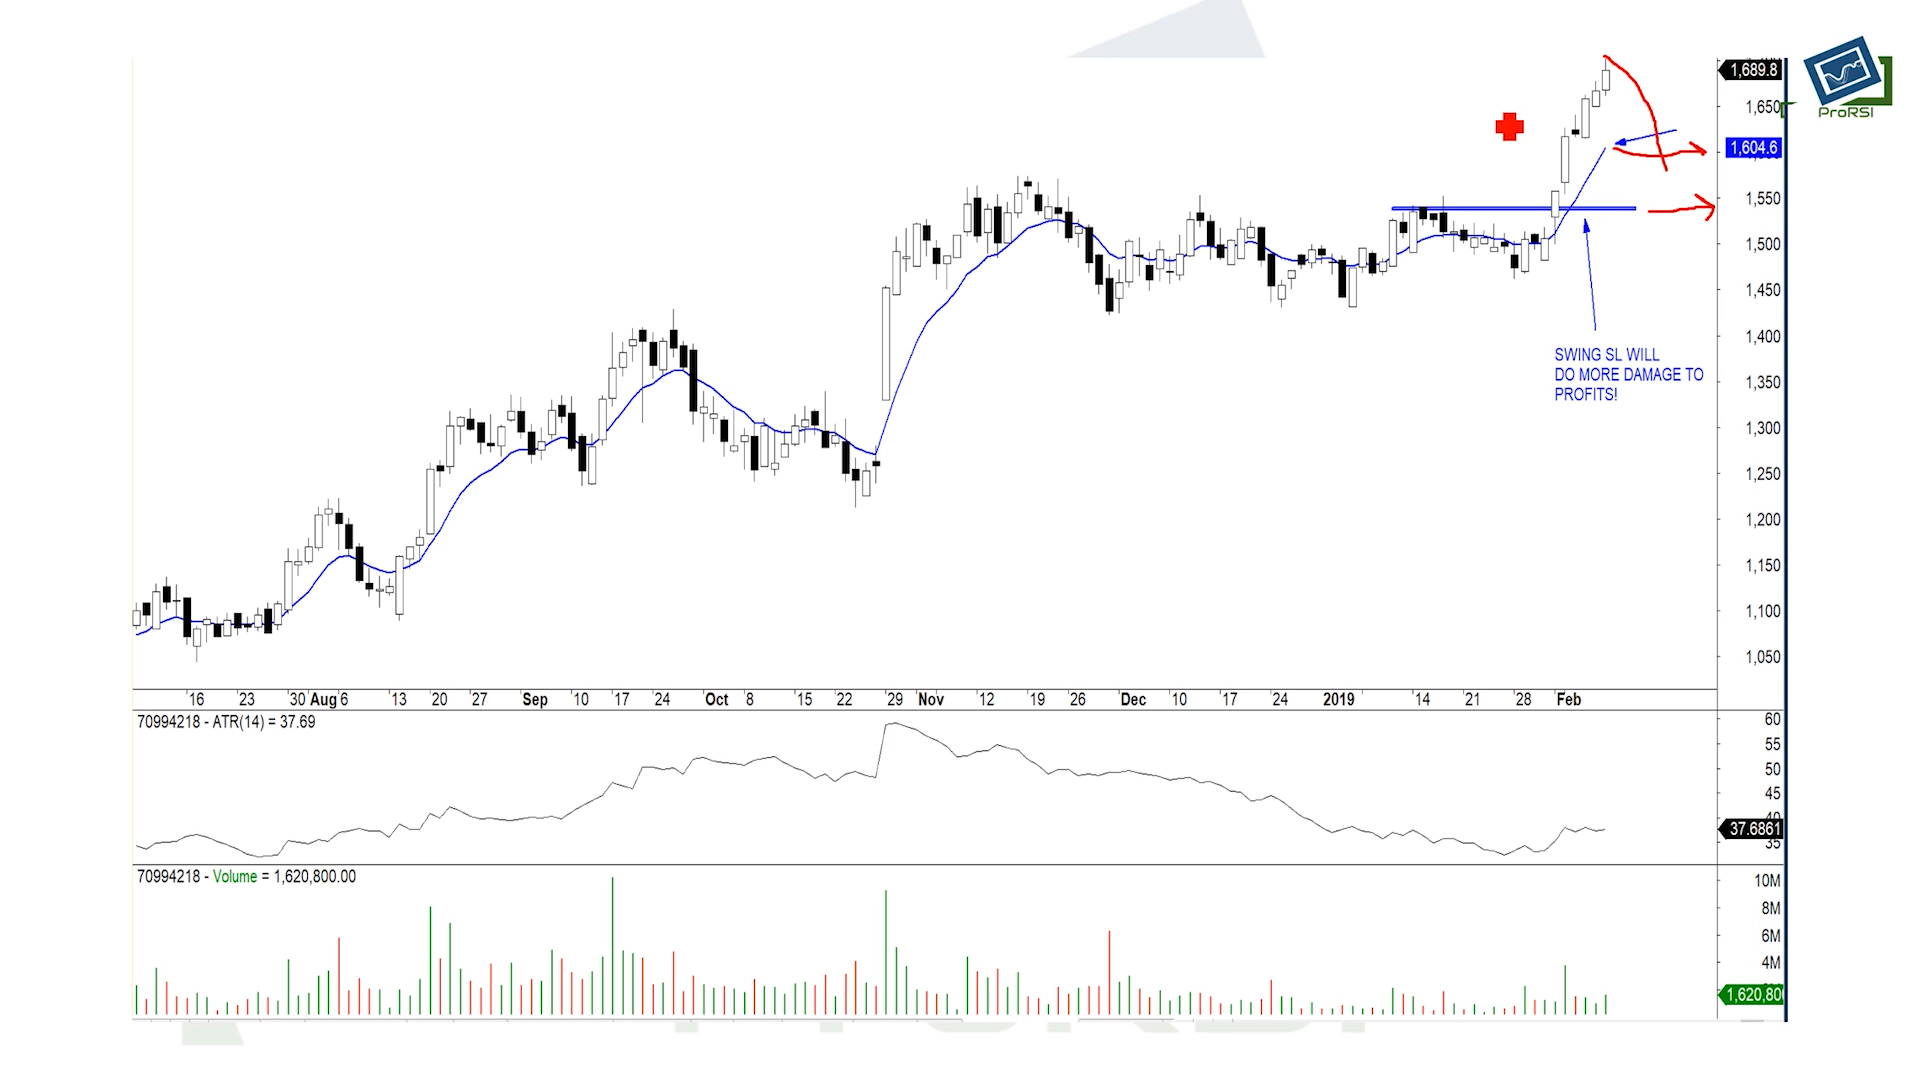 1,689.8
1,650
ProRSI
1,604.6
1,550
1,500
1,450
1,400
SWING SL WILL
DO MORE DAMAGE TO
PROFITS!
1,350
1,300
1,250
1,200
1,150
1,100
1,050
16 23 30 Aug 6 13 20 27 Sep 10 17 24 Oct 8 15 22 29 Nov 12 19 26 Dec 10 17 24 2019 14 21 28 Feb
70994218 - ATR(14) = 37.69
60
55
50
45
40
37.6861
35
70994218 - Volume = 1,620,800.00
10M
8M
6M
4M
1,620,80